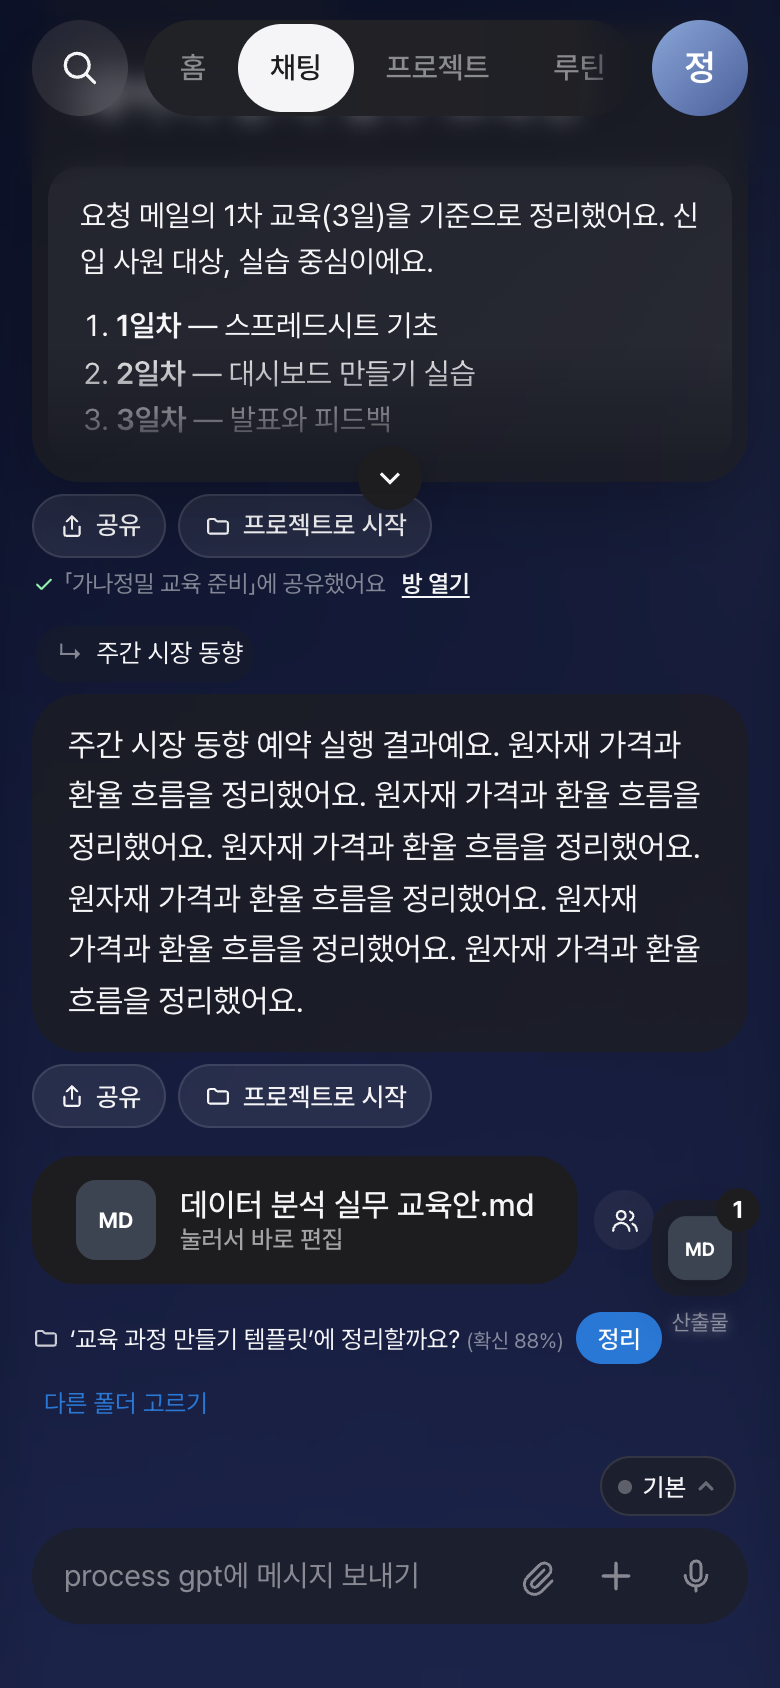 홈
채팅
프로젝트
루틴
정
요청 메일의 1차 교육(3일)을 기준으로 정리했어요. 신
입 사원 대상, 실습 중심이에요.
1. 1일차 — 스프레드시트 기초
2. 2일차 — 대시보드 만들기 실습
3. 3일차 — 발표와 피드백
공유
프로젝트로 시작
「가나정밀 교육 준비」에 공유했어요 방 열기
주간 시장 동향
주간 시장 동향 예약 실행 결과예요. 원자재 가격과
환율 흐름을 정리했어요. 원자재 가격과 환율 흐름을
정리했어요. 원자재 가격과 환율 흐름을 정리했어요.
원자재 가격과 환율 흐름을 정리했어요. 원자재
가격과 환율 흐름을 정리했어요. 원자재 가격과 환율
흐름을 정리했어요.
공유
프로젝트로 시작
MD
데이터 분석 실무 교육안.md
눌러서 바로 편집
1
MD
산출물
‘교육 과정 만들기 템플릿’에 정리할까요? (확신 88%)
정리
다른 폴더 고르기
기본
process gpt에 메시지 보내기